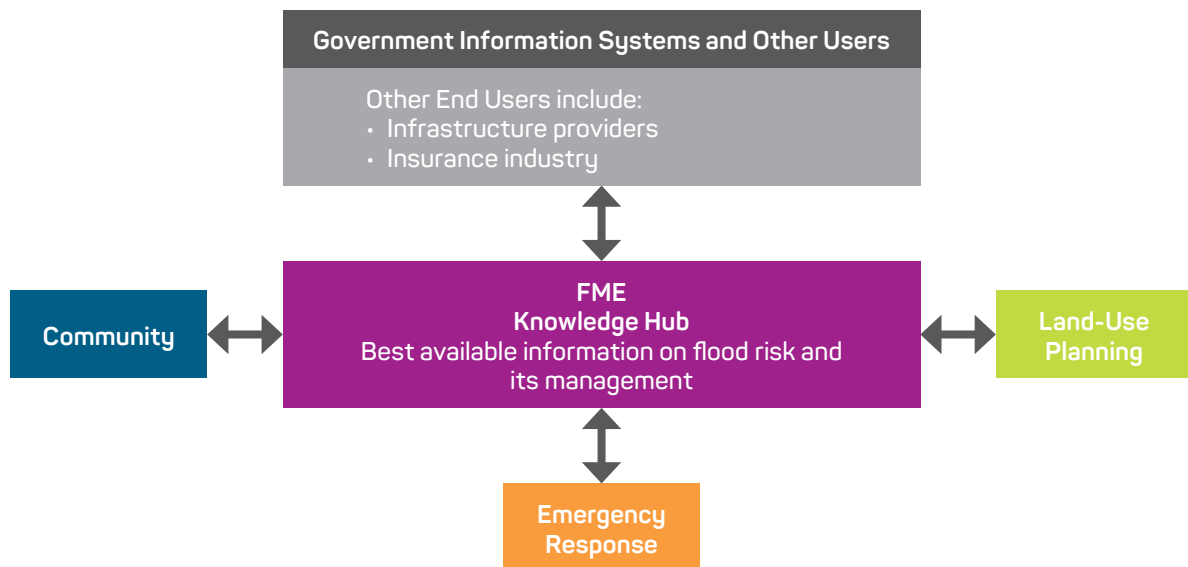 Government Information Systems and Other Users
Other End Users include:
• Infrastructure providers
• Insurance industry
Community
FME
Knowledge Hub
Best available information on flood risk and
its management
Land-Use
Planning
Emergency
Response